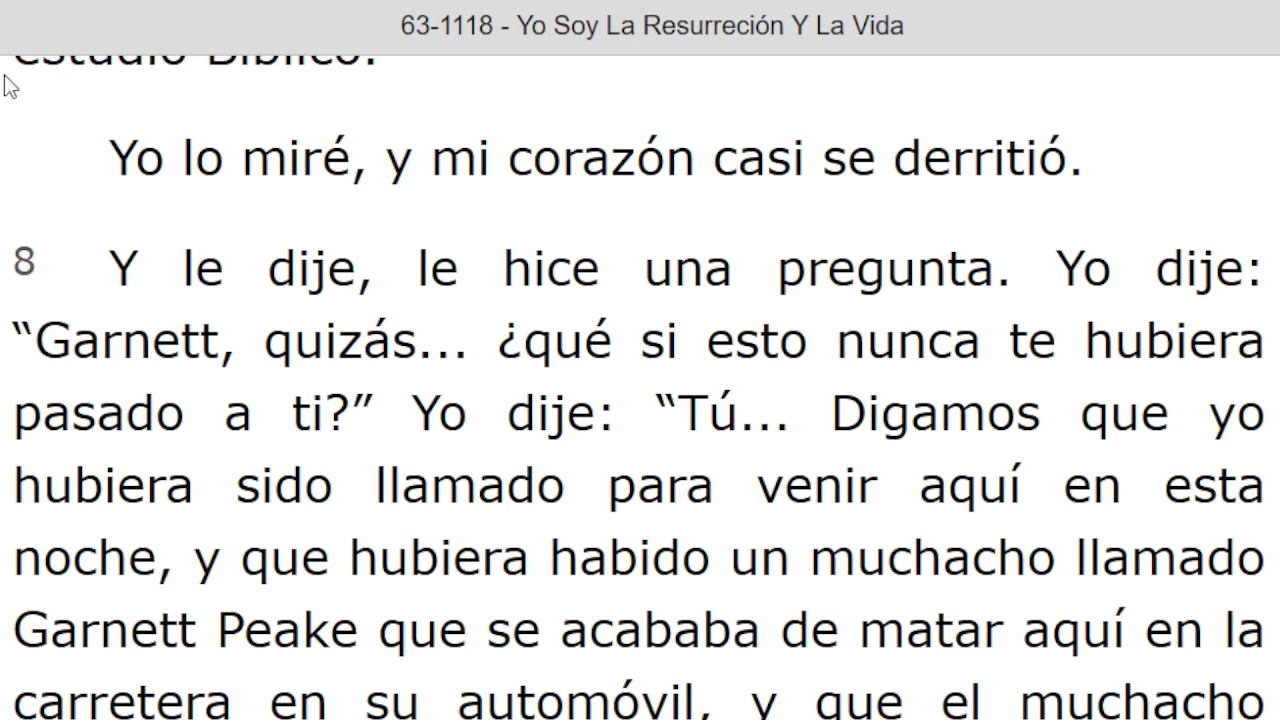 63-1118 - Yo Soy La Resurreción Y La Vida
estudio Bíblico.
Yo lo miré, y mi corazón casi se derritió.
8 Y le dije, le hice una pregunta. Yo dije:
“Garnett, quizás... ¿qué si esto nunca te hubiera
pasado a ti?” Yo dije: “Tú... Digamos que yo
hubiera sido llamado para venir aquí en esta
noche, y que hubiera habido un muchacho llamado
Garnett Peake que se acababa de matar aquí en la
carretera en su automóvil, y que el muchacho